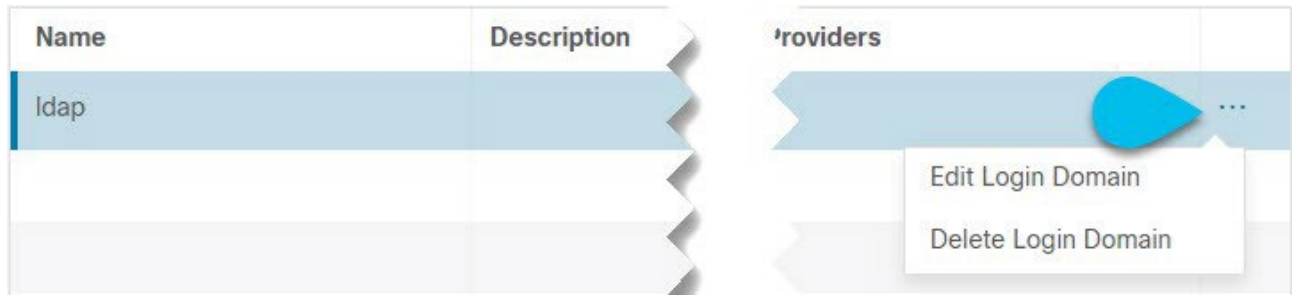 Name Description roviders
ldap ...
Edit Login Domain
Delete Login Domain